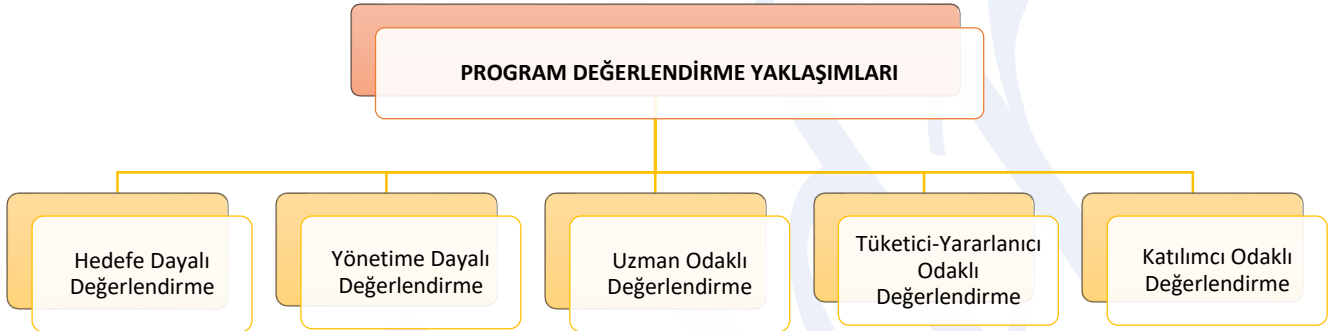 PROGRAM DEĞERLENDİRME YAKLAŞIMLARI
Hedefe Dayalı
Değerlendirme
Yönetime Dayalı
Değerlendirme
Uzman Odaklı
Değerlendirme
Tüketici-Yararlanıcı
Odaklı
Değerlendirme
Katılımcı Odaklı
Değerlendirme